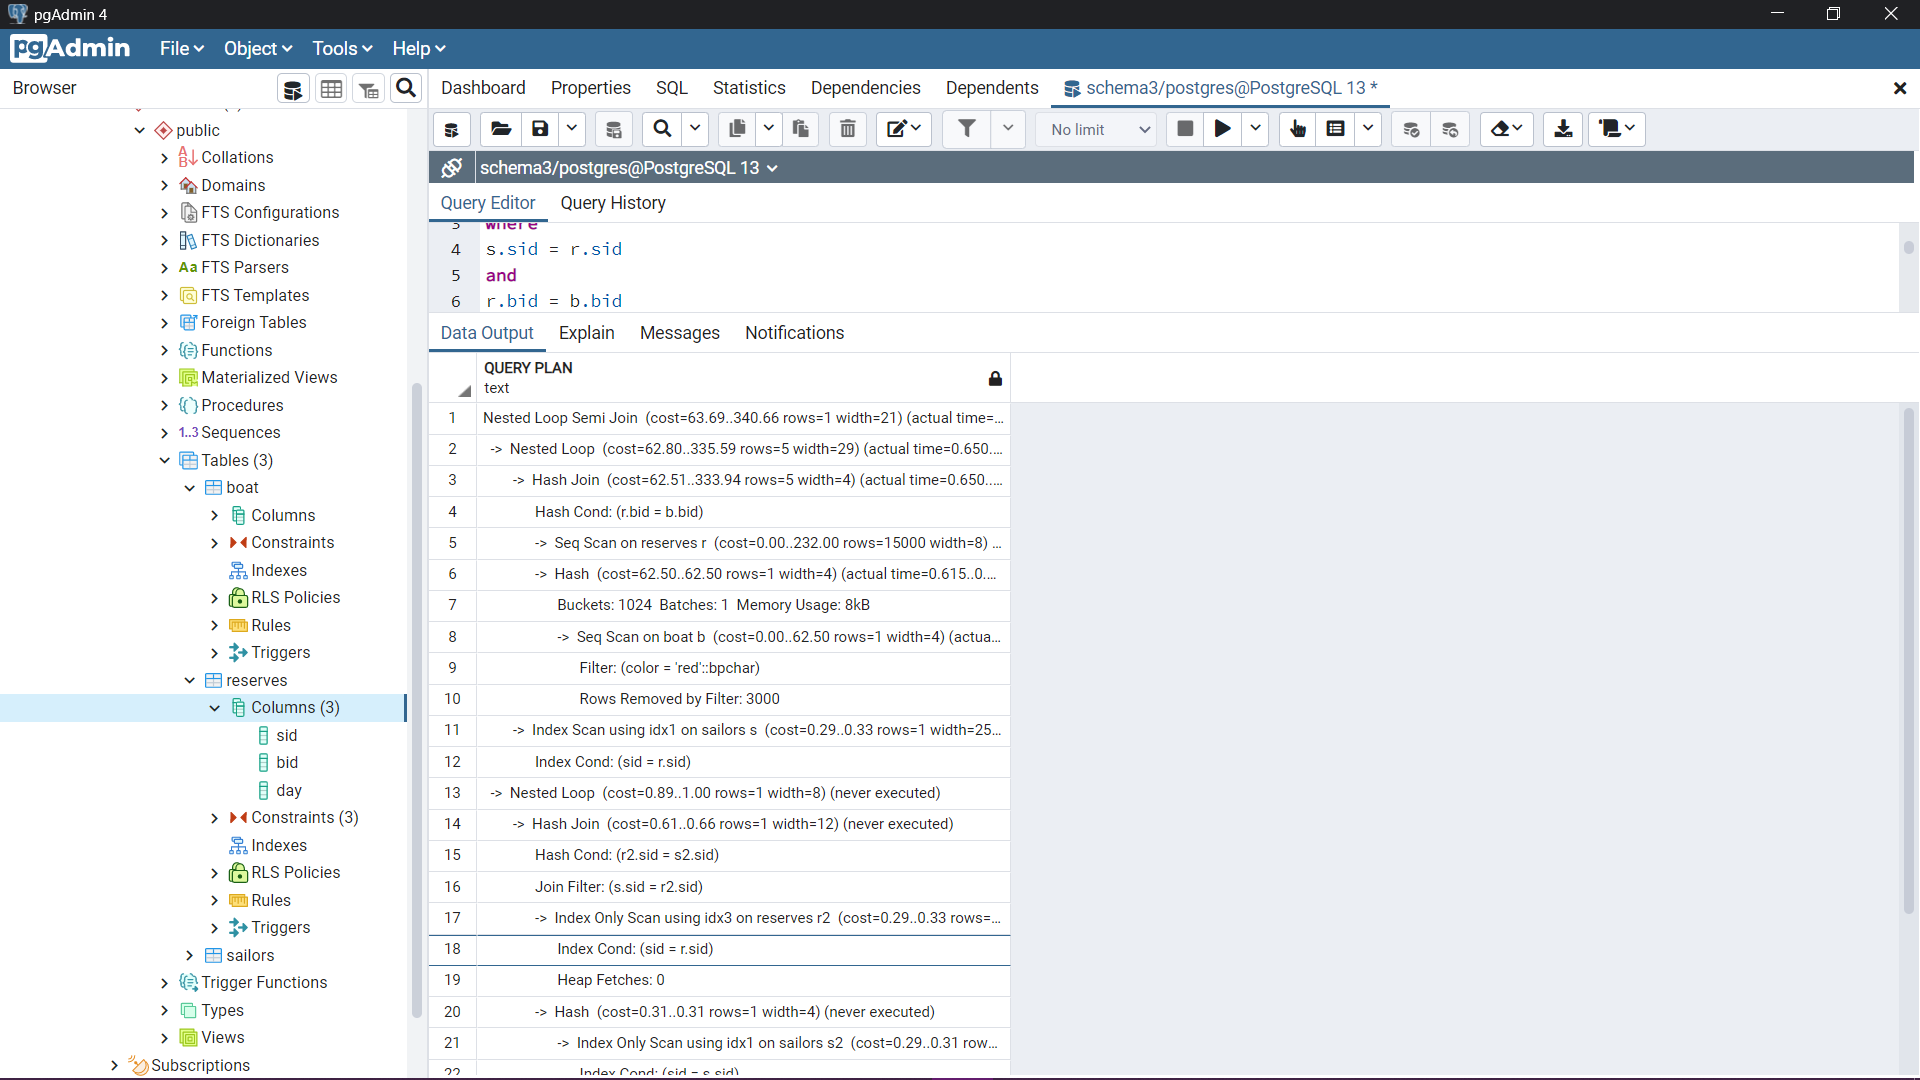 pgAdmin 4
pgAdmin File Object Tools Help
Browser
Dashboard Properties SQL Statistics Dependencies Dependents schema3/postgres@PostgreSQL 13 *
No limit
schema3/postgres@PostgreSQL 13
Query Editor Query History
3 where
4 s.sid = r.sid
5 and
6 r.bid = b.bid
Data Output Explain Messages Notifications
QUERY PLAN
text
1 Nested Loop Semi Join (cost=63.69..340.66 rows=1 width=21) (actual time=...
2 -> Nested Loop (cost=62.80..335.59 rows=5 width=29) (actual time=0.650....
3 -> Hash Join (cost=62.51..333.94 rows=5 width=4) (actual time=0.650.....
4 Hash Cond: (r.bid = b.bid)
5 -> Seq Scan on reserves r (cost=0.00..232.00 rows=15000 width=8) ...
6 -> Hash (cost=62.50..62.50 rows=1 width=4) (actual time=0.615..0....
7 Buckets: 1024 Batches: 1 Memory Usage: 8kB
8 -> Seq Scan on boat b (cost=0.00..62.50 rows=1 width=4) (actua...
9 Filter: (color = 'red'::bpchar)
10 Rows Removed by Filter: 3000
11 -> Index Scan using idx1 on sailors s (cost=0.29..0.33 rows=1 width=25...
12 Index Cond: (sid = r.sid)
13 -> Nested Loop (cost=0.89..1.00 rows=1 width=8) (never executed)
14 -> Hash Join (cost=0.61..0.66 rows=1 width=12) (never executed)
15 Hash Cond: (r2.sid = s2.sid)
16 Join Filter: (s.sid = r2.sid)
17 -> Index Only Scan using idx3 on reserves r2 (cost=0.29..0.33 rows=...
18 Index Cond: (sid = r.sid)
19 Heap Fetches: 0
20 -> Hash (cost=0.31..0.31 rows=1 width=4) (never executed)
21 -> Index Only Scan using idx1 on sailors s2 (cost=0.29..0.31 row...
22 Index Cond: (sid = s.sid)
public
Collations
Domains
FTS Configurations
FTS Dictionaries
Aa FTS Parsers
FTS Templates
Foreign Tables
Functions
Materialized Views
Procedures
1..3 Sequences
Tables (3)
boat
Columns
Constraints
Indexes
RLS Policies
Rules
Triggers
reserves
Columns (3)
sid
bid
day
Constraints (3)
Indexes
RLS Policies
Rules
Triggers
sailors
Trigger Functions
Types
Views
Subscriptions